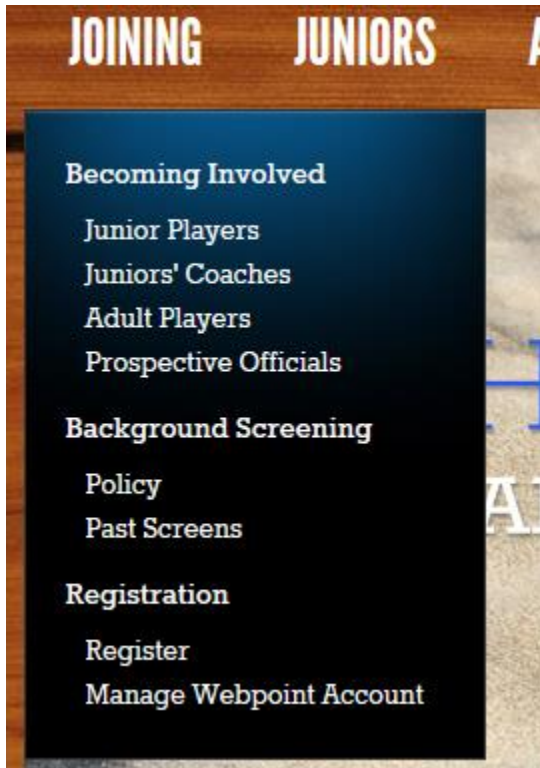 JOINING JUNIORS
Becoming Involved
Junior Players
Juniors' Coaches
Adult Players
Prospective Officials
Background Screening
Policy
Past Screens
Registration
Register
Manage Webpoint Account